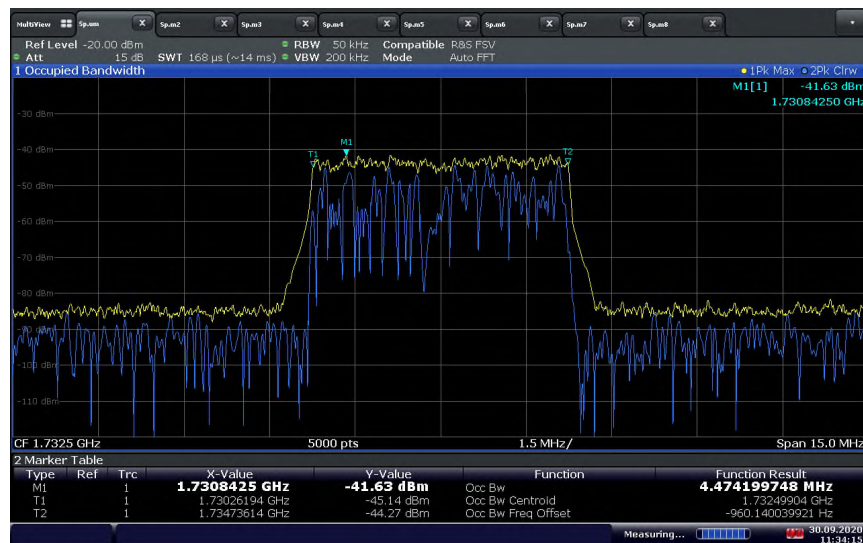 MultiView Sp.um X Sp.m2 X Sp.m3 X Sp.m4 X Sp.m5 X Sp.m6 X Sp.m7 X Sp.m8 X
Ref Level -20.00 dBm RBW 50 kHz Compatible R&S FSV
Att 15 dB SWT 168 µs (~14 ms) VBW 200 kHz Mode Auto FFT
1 Occupied Bandwidth 1Pk Max 2Pk Clrw
M1[1] -41.63 dBm
1.73084250 GHz
-30 dBm
-40 dBm
M1
T1 T2
-50 dBm
-60 dBm
-70 dBm
-80 dBm
-90 dBm
-100 dBm
-110 dBm
CF 1.7325 GHz 5000 pts 1.5 MHz/ Span 15.0 MHz
2 Marker Table
Type Ref Trc X-Value Y-Value Function Function Result
M1 1 1.7308425 GHz -41.63 dBm Occ Bw 4.474199748 MHz
T1 1 1.73026194 GHz -45.14 dBm Occ Bw Centroid 1.73249904 GHz
T2 1 1.73473614 GHz -44.27 dBm Occ Bw Freq Offset -960.140039921 Hz
Measuring... 30.09.2020
11:34:15